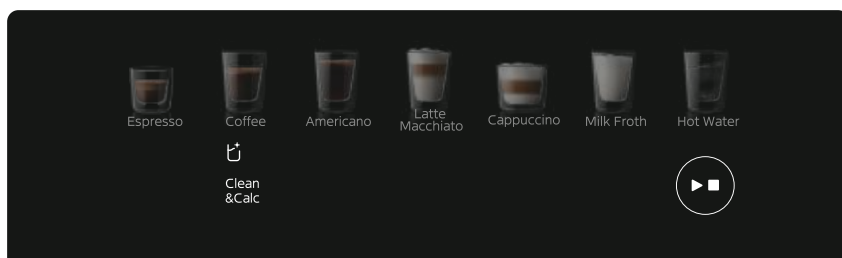 Espresso
Coffee
Americano
Latte
Macchiato
Cappuccino
Milk Froth
Hot Water
Clean
&Calc